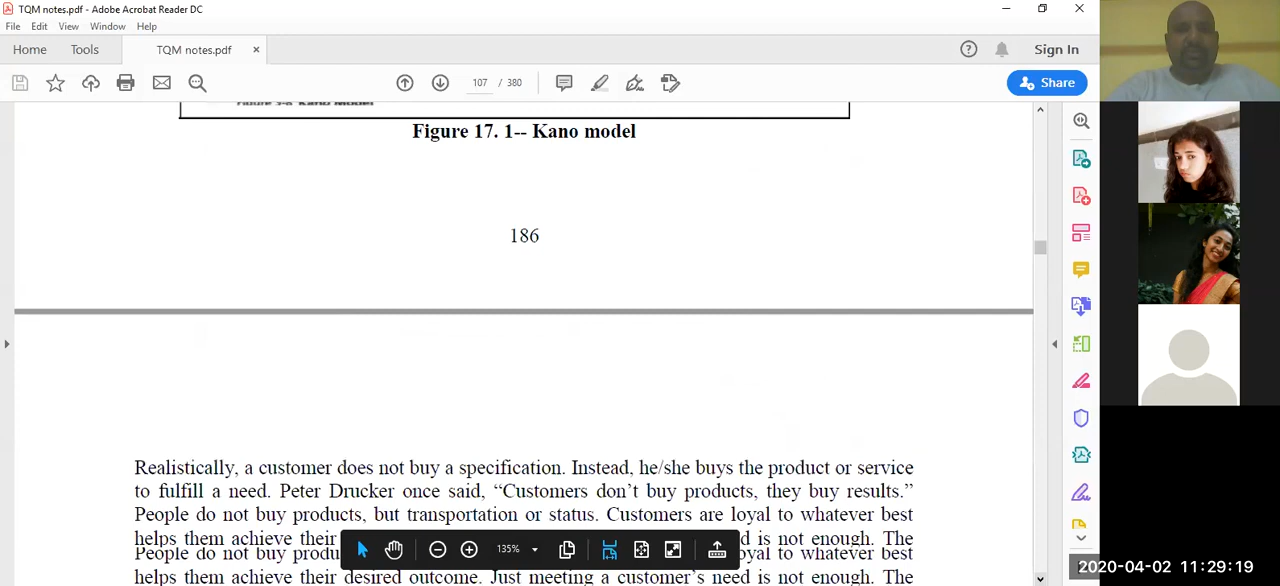 TQM notes.pdf - Adobe Acrobat Reader DC
File Edit View Window Help
Home Tools TQM notes.pdf × Sign In
107 / 380 Share
Figure 17. 1-- Kano model
186
Realistically, a customer does not buy a specification. Instead, he/she buys the product or service
to fulfill a need. Peter Drucker once said, “Customers don’t buy products, they buy results.”
People do not buy products, but transportation or status. Customers are loyal to whatever best
helps them achieve their d is not enough. The
People do not buy produ oyal to whatever best
helps them achieve their desired outcome. Just meeting a customer's need is not enough. The
135%
2020-04-02 11:29:19